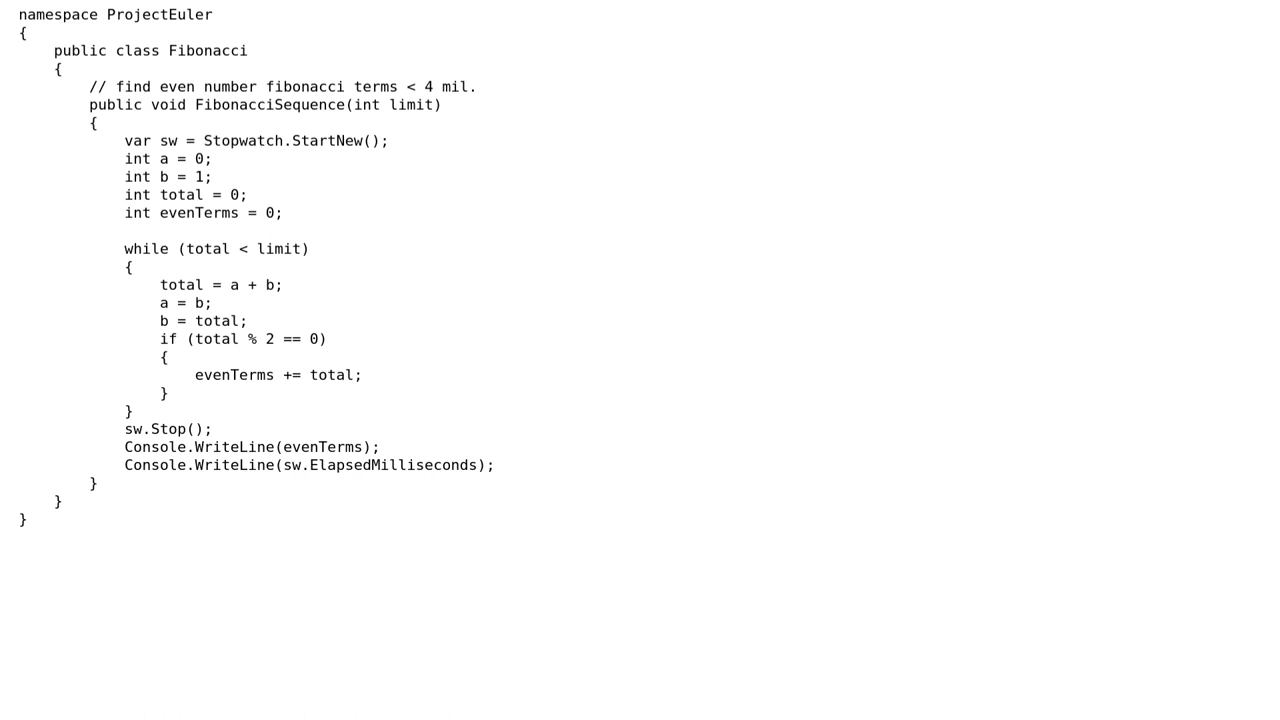 namespace ProjectEuler
{
    public class Fibonacci
    {
        // find even number fibonacci terms < 4 mil.
        public void FibonacciSequence(int limit)
        {
            var sw = Stopwatch.StartNew();
            int a = 0;
            int b = 1;
            int total = 0;
            int evenTerms = 0;

            while (total < limit)
            {
                total = a + b;
                a = b;
                b = total;
                if (total % 2 == 0)
                {
                    evenTerms += total;
                }
            }
            sw.Stop();
            Console.WriteLine(evenTerms);
            Console.WriteLine(sw.ElapsedMilliseconds);
        }
    }
}